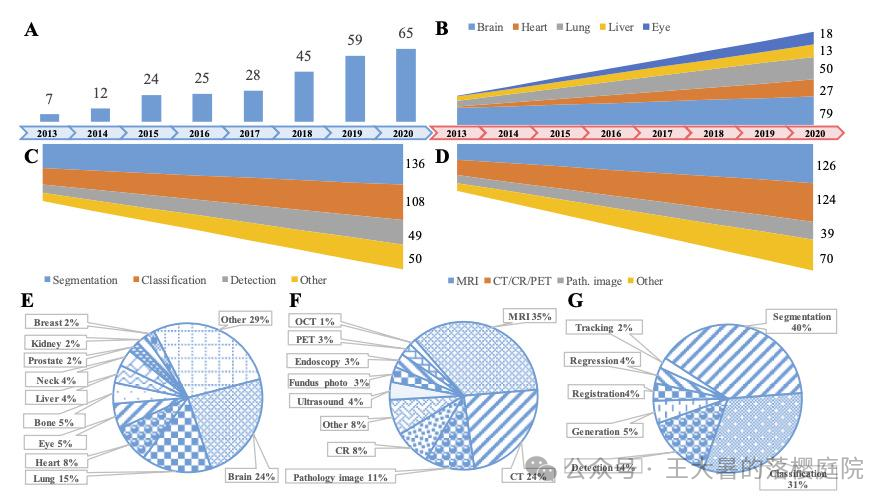 A
7
12
24
25
28
45
59
65
2013 2014 2015 2016 2017 2018 2019 2020
B
Brain Heart Lung Liver Eye
18
13
50
27
79
2013 2014 2015 2016 2017 2018 2019 2020
C
136
108
49
50
Segmentation Classification Detection Other
D
126
124
39
70
MRI CT/CR/PET Path. image Other
E
Other 29%
Breast 2%
Kidney 2%
Prostate 2%
Neck 4%
Liver 4%
Bone 5%
Eye 5%
Heart 8%
Lung 15%
Brain 24%
F
MRI 35%
OCT 1%
PET 3%
Endoscopy 3%
Fundus photo 3%
Ultrasound 4%
Other 8%
CR 8%
Pathology image 11%
CT 24%
G
Segmentation
40%
Tracking 2%
Regression4%
Registration4%
Generation 5%
Detection 14%
Classification
31%
公众号 · 王大暑的落樱庭院